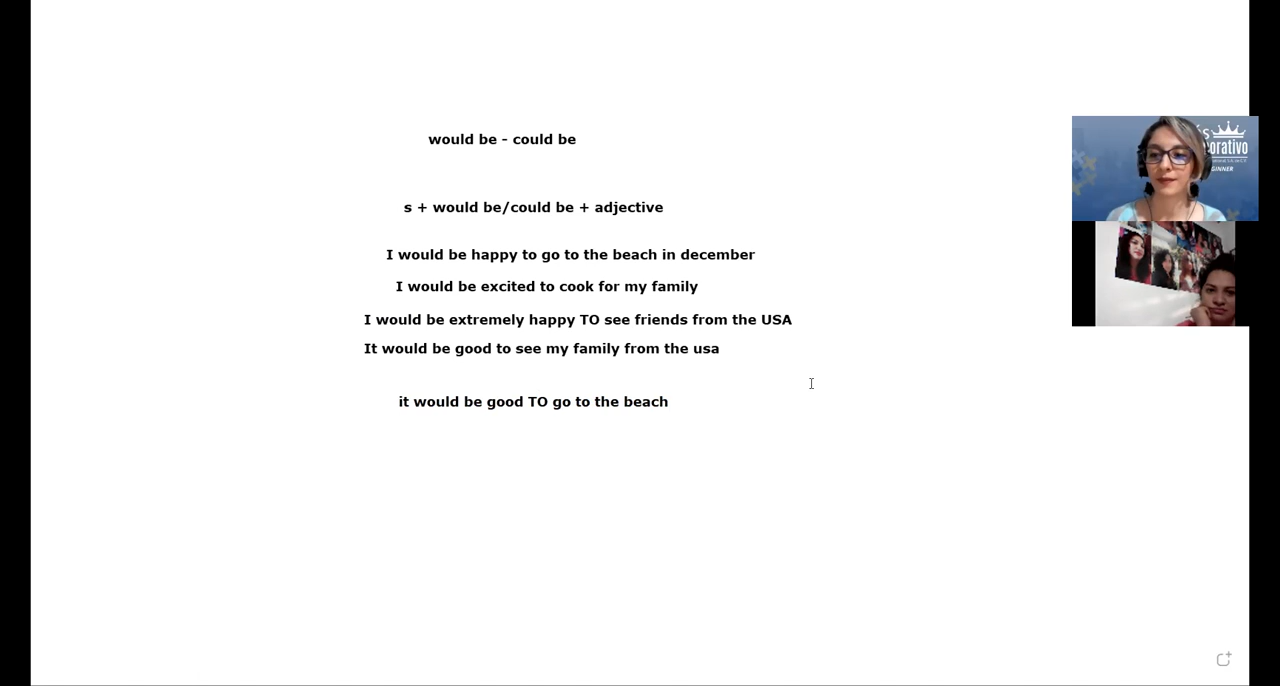 would be - could be
s + would be/could be + adjective
I would be happy to go to the beach in december
I would be excited to cook for my family
I would be extremely happy TO see friends from the USA
It would be good to see my family from the usa
it would be good TO go to the beach
és
orativo
GINNER